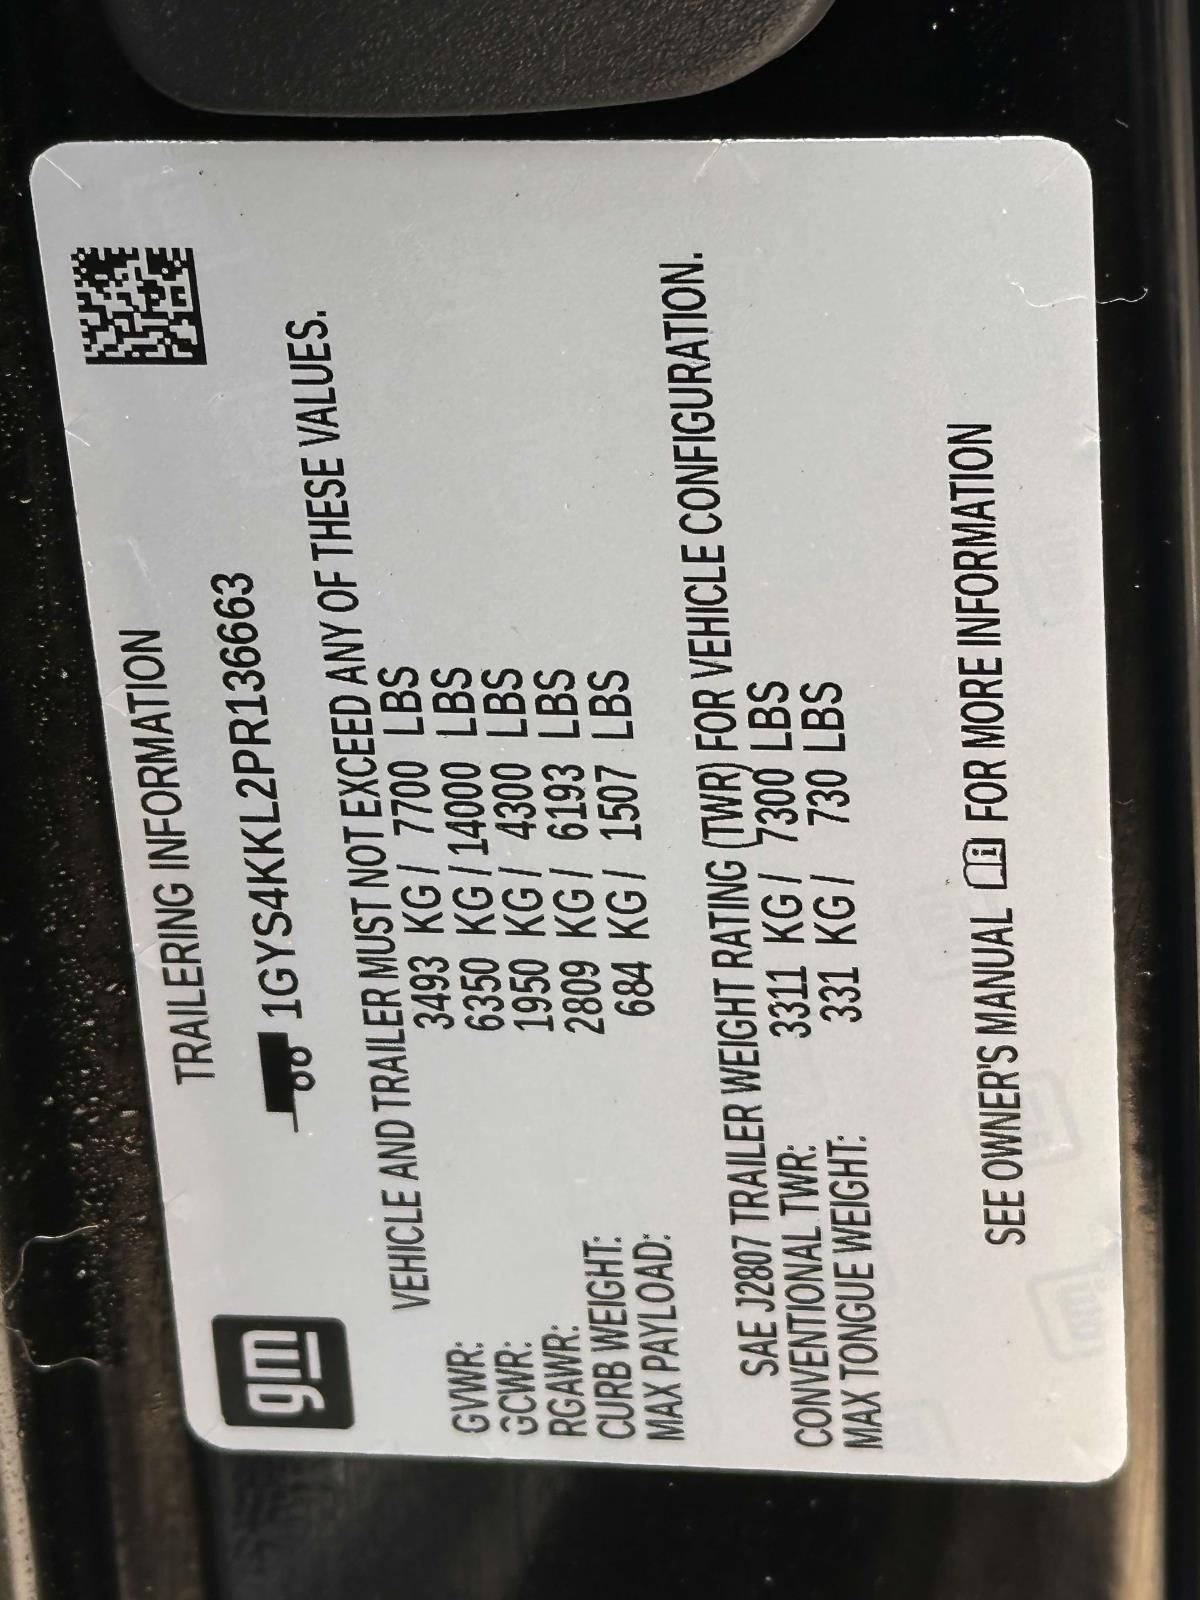 gm
TRAILERING INFORMATION
1GYS4KKL2PR136663
VEHICLE AND TRAILER MUST NOT EXCEED ANY OF THESE VALUES.
GVWR: 3493 KG / 7700 LBS
GCWR: 6350 KG / 14000 LBS
RGAWR: 1950 KG / 4300 LBS
CURB WEIGHT: 2809 KG / 6193 LBS
MAX PAYLOAD: 684 KG / 1507 LBS
SAE J2807 TRAILER WEIGHT RATING (TWR) FOR VEHICLE CONFIGURATION.
CONVENTIONAL TWR: 3311 KG / 7300 LBS
MAX TONGUE WEIGHT: 331 KG / 730 LBS
SEE OWNER'S MANUAL FOR MORE INFORMATION